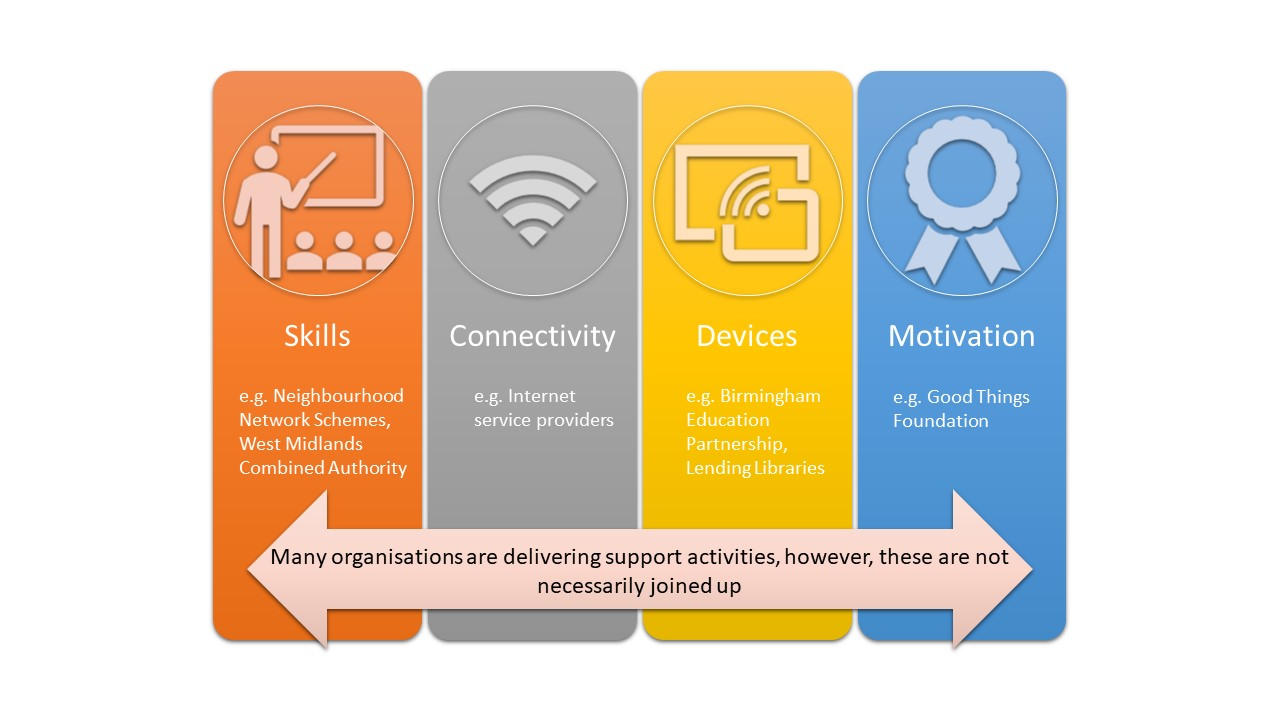 Skills
e.g. Neighbourhood
Network Schemes,
West Midlands
Combined Authority
Connectivity
e.g. Internet
service providers
Devices
e.g. Birmingham
Education
Partnership,
Lending Libraries
Motivation
e.g. Good Things
Foundation
Many organisations are delivering support activities, however, these are not
necessarily joined up